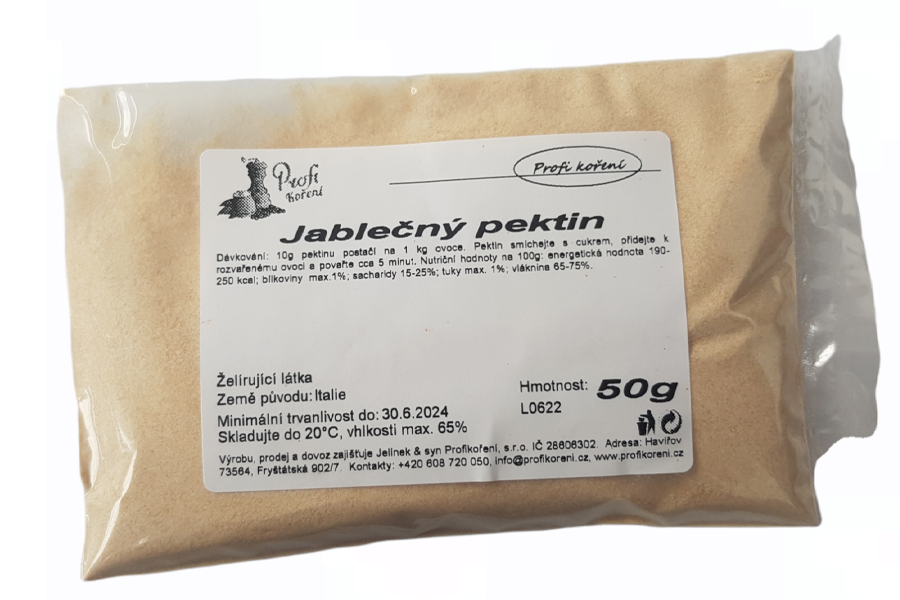 Profi
Koření
Profi koření
Jablečný pektin
Dávkování: 10g pektinu postačí na 1 kg ovoce. Pektin smíchejte s cukrem, přidejte k
rozvařenému ovoci a povařte cca 5 minut. Nutriční hodnoty na 100g: energetická hodnota 190-
250 kcal; bílkoviny max.1%; sacharidy 15-25%; tuky max. 1%; vláknina 65-75%.
Želírující látka
Země původu: Italie
Minimální trvanlivost do: 30.6.2024
Skladujte do 20°C, vhlkosti max. 65%
Hmotnost: 50g
L0622
Výrobu, prodej a dovoz zajišťuje Jelínek & syn Profikoření, s.r.o. IČ 28606302. Adresa: Havířov
73564, Fryštátská 902/7. Kontakty: +420 608 720 050, info@profikoreni.cz, www.profikoreni.cz